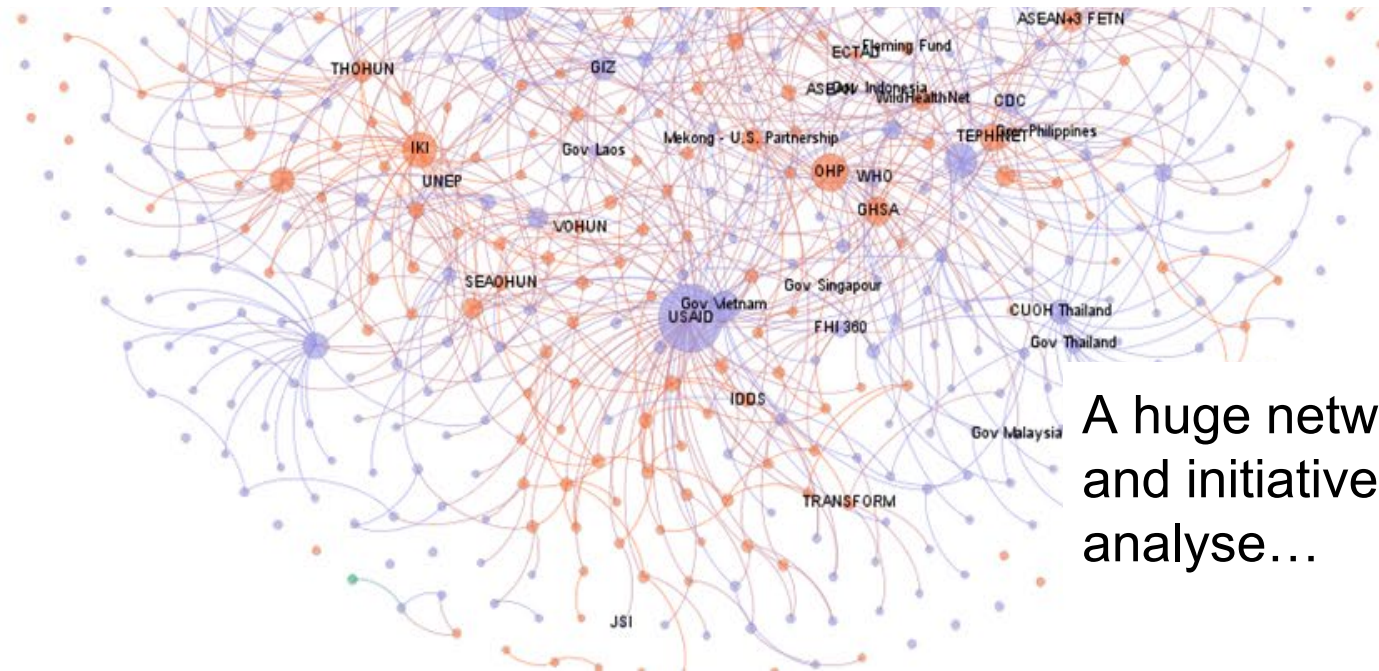 ASEAN+3 FETN
ECTAD
Fleming Fund
THOHUN
GIZ
ASEAN
Gov Indonesia
WildHealthNet
CDC
TEPHINET
Gov Philippines
Mekong - U.S. Partnership
IKI
Gov Laos
OHP
WHO
UNEP
GHSA
VOHUN
SEAOHUN
Gov Singapour
Gov Vietnam
USAID
CUOH Thailand
FHI 360
Gov Thailand
IDDS
Gov Malaysia
A huge netw
and initiative
analyse…
TRANSFORM
JSI